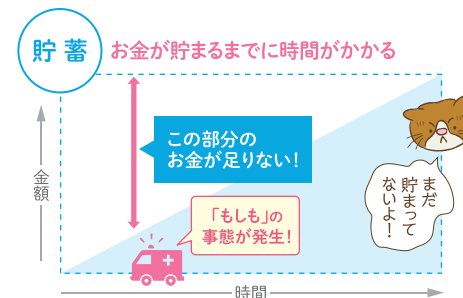 貯蓄
お金が貯まるまでに時間がかかる
この部分の
お金が足りない！
金額
「もしも」の
事態が発生！
まだ
貯まって
ないよ！
時間